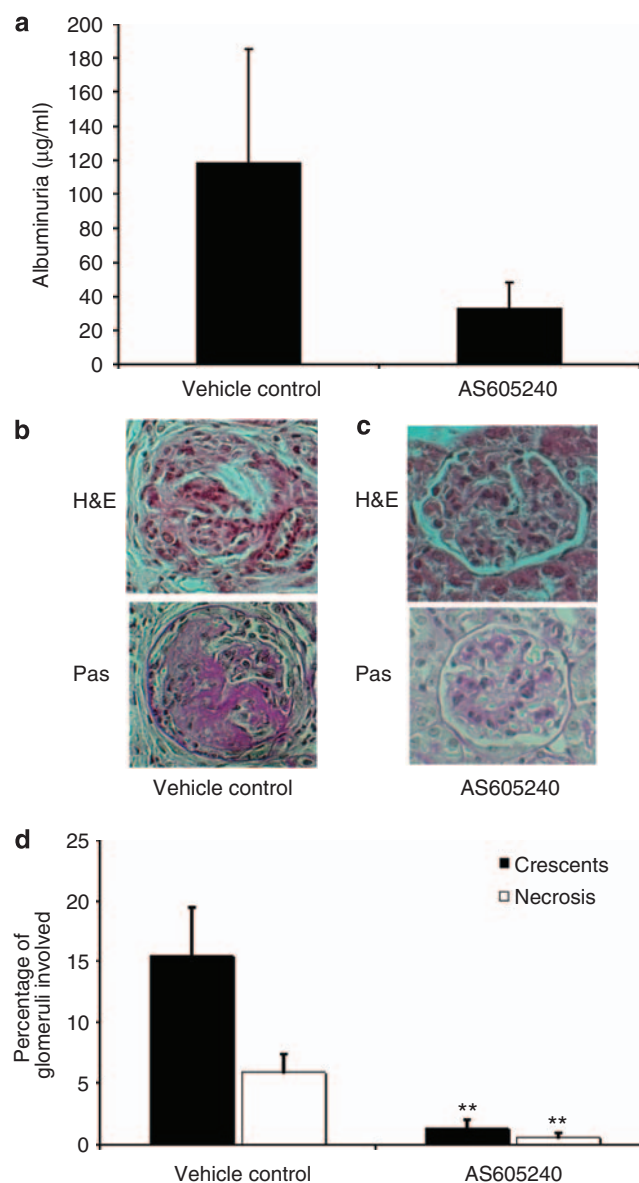 a
Albuminuria (µg/ml)
200
180
160
140
120
100
80
60
40
20
0
Vehicle control
AS605240
b
c
H&E
H&E
Pas
Pas
Vehicle control
AS605240
d
Percentage of
glomeruli involved
25
20
15
10
5
0
Crescents
Necrosis
**
**
Vehicle control
AS605240